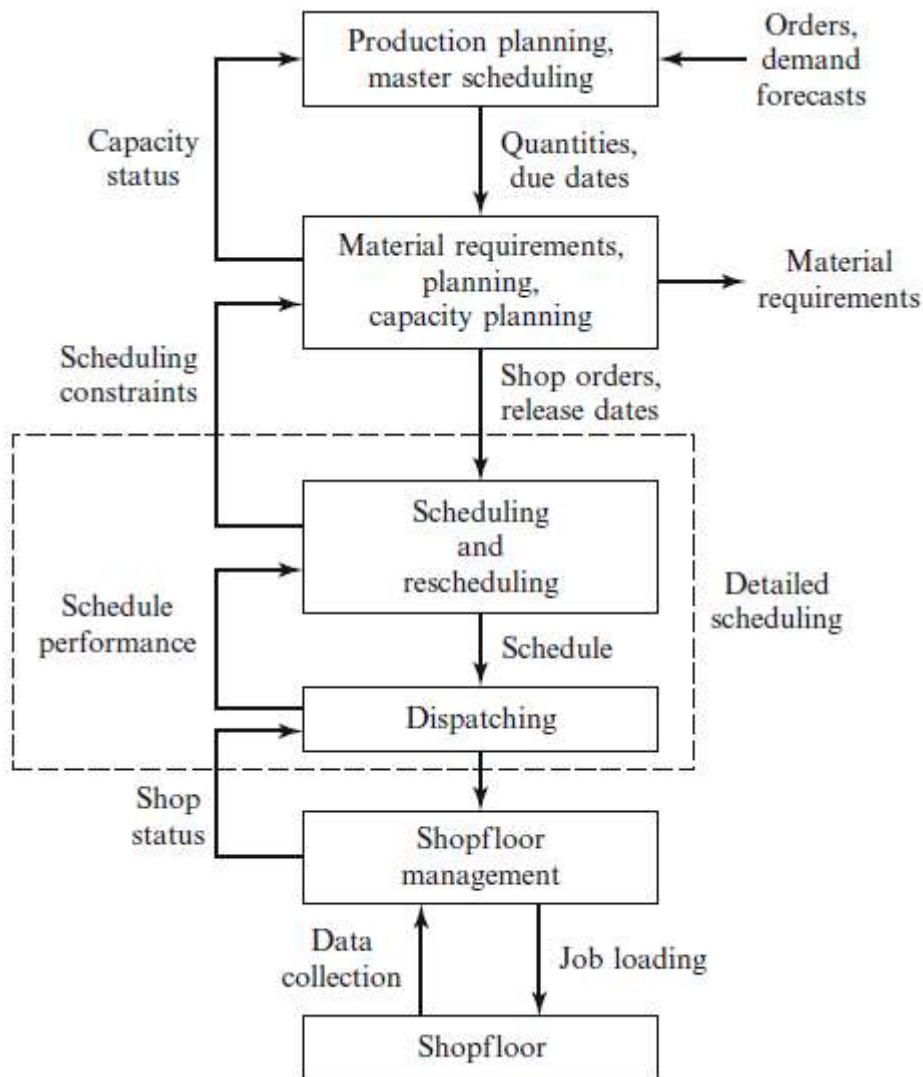 Production planning,
master scheduling
Orders,
demand
forecasts
Capacity
status
Quantities,
due dates
Material requirements,
planning,
capacity planning
Material
requirements
Scheduling
constraints
Shop orders,
release dates
Scheduling
and
rescheduling
Detailed
scheduling
Schedule
performance
Schedule
Dispatching
Shop
status
Shopfloor
management
Data
collection
Job loading
Shopfloor